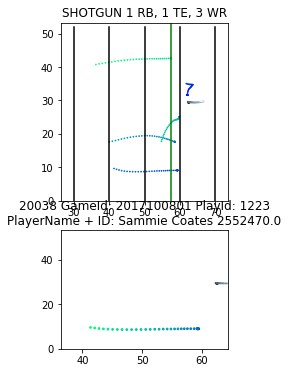 SHOTGUN 1 RB, 1 TE, 3 WR
50
40
30
20
10
0
30 40 50 60 70
20038 GameId: 2017100801 PlayId: 1223
PlayerName + ID: Sammie Coates 2552470.0
40
20
0
40 50 60